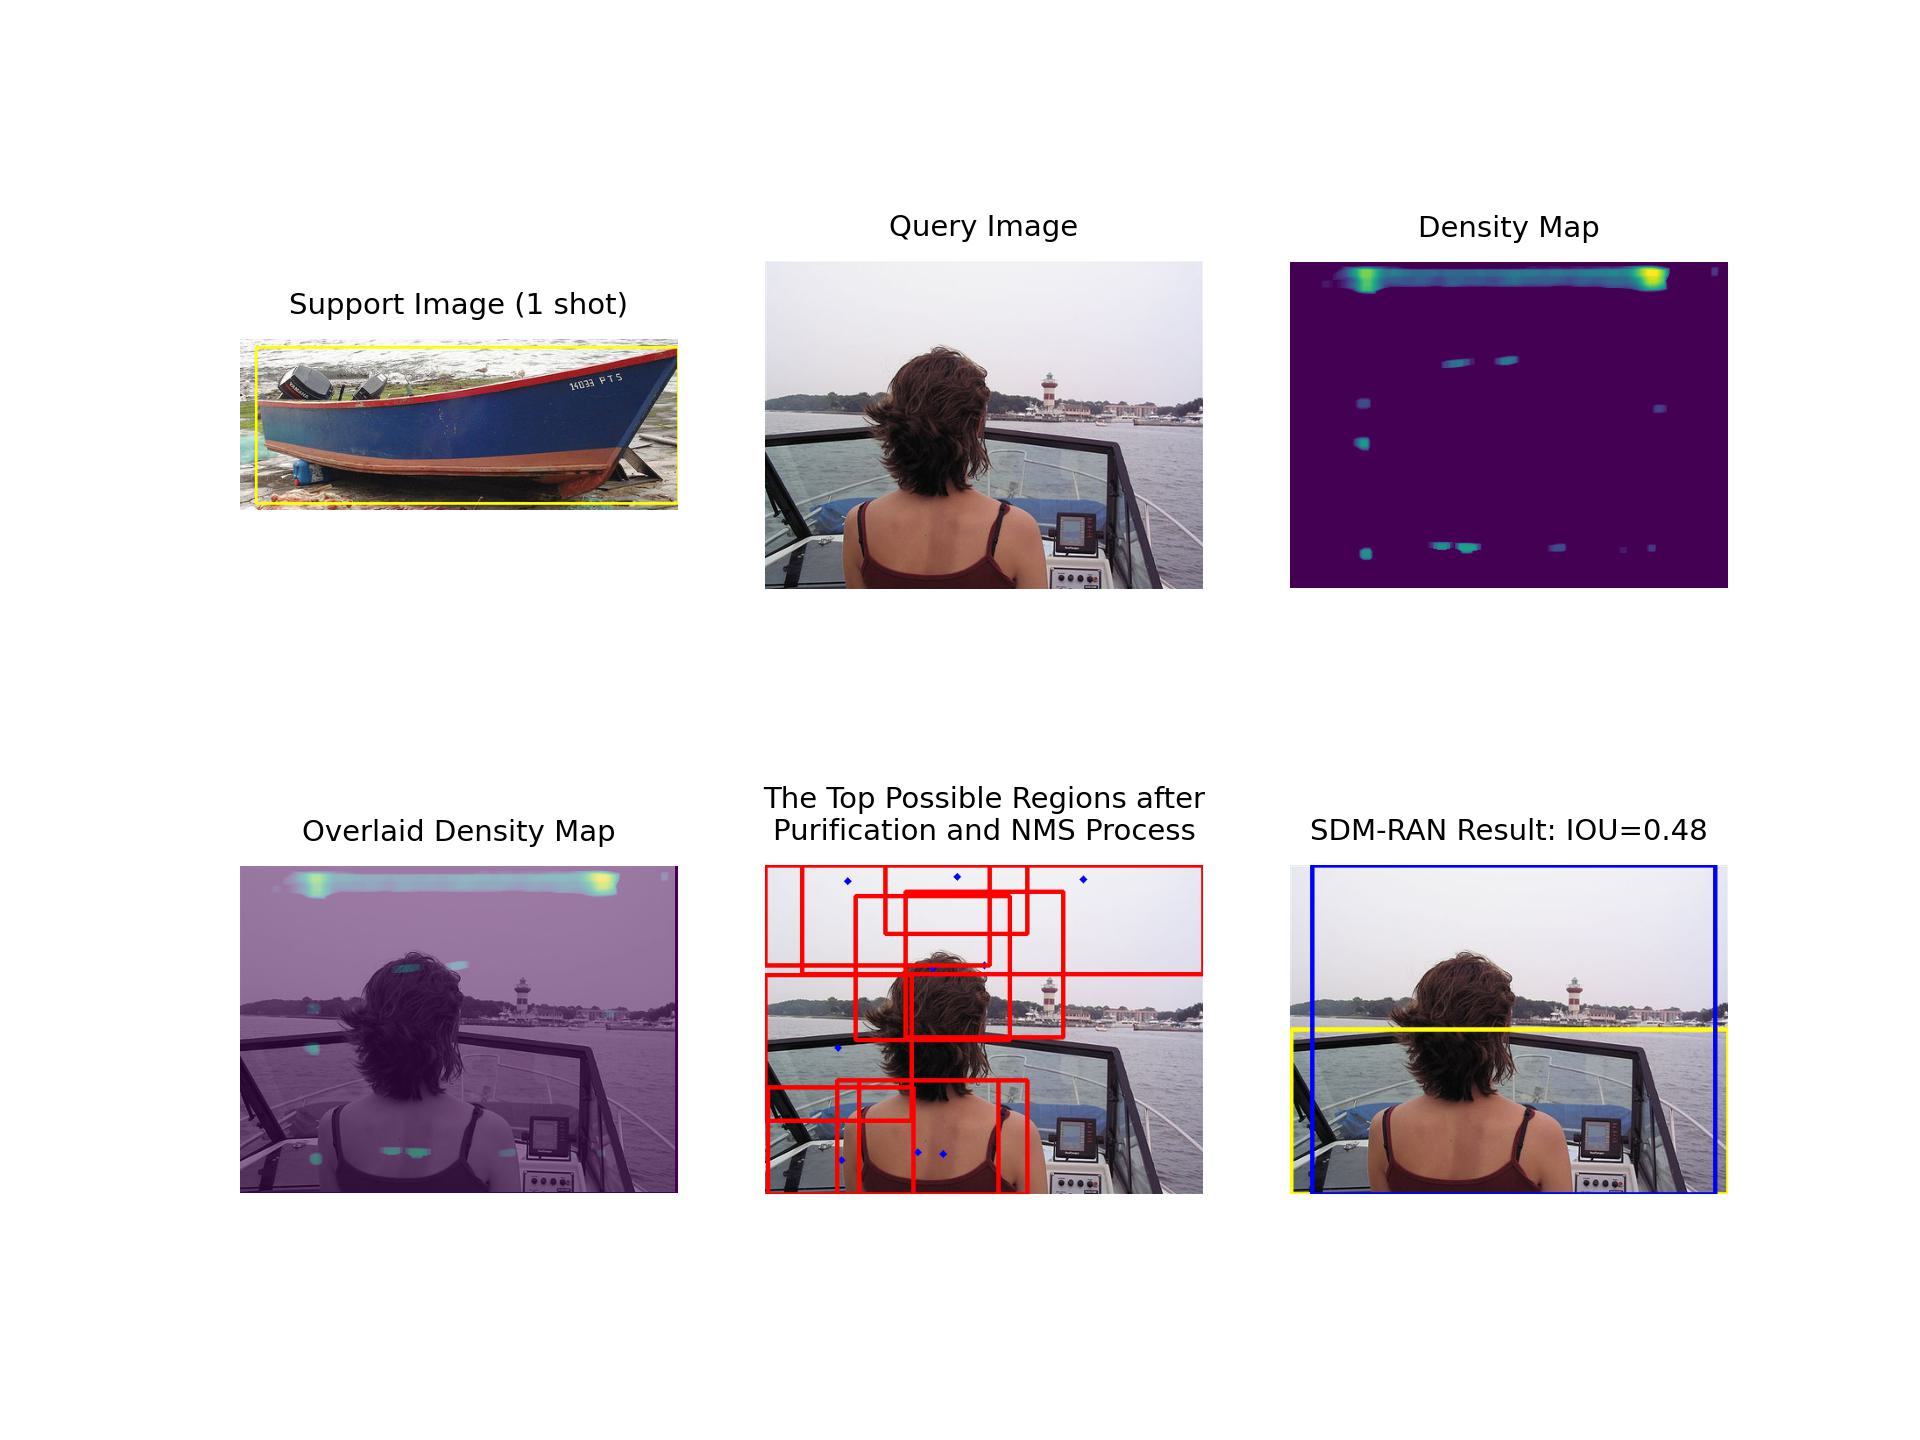 Query Image
Density Map
Support Image (1 shot)
YAMAHA
14033 PTS
Overlaid Density Map
The Top Possible Regions after
Purification and NMS Process
SDM-RAN Result: IOU=0.48